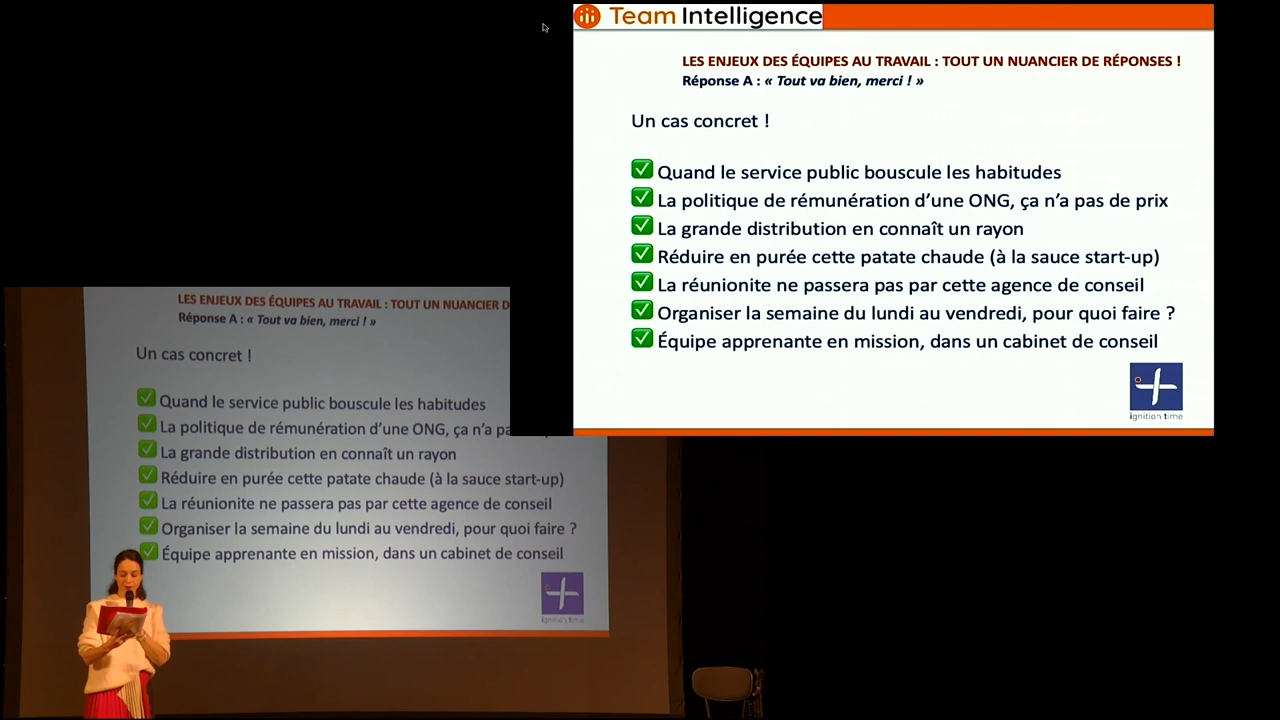 Team Intelligence
LES ENJEUX DES ÉQUIPES AU TRAVAIL : TOUT UN NUANCIER DE RÉPONSES !
Réponse A : « Tout va bien, merci ! »
Un cas concret !
✅ Quand le service public bouscule les habitudes
✅ La politique de rémunération d’une ONG, ça n’a pas de prix
✅ La grande distribution en connaît un rayon
✅ Réduire en purée cette patate chaude (à la sauce start-up)
✅ La réunionite ne passera pas par cette agence de conseil
✅ Organiser la semaine du lundi au vendredi, pour quoi faire ?
✅ Équipe apprenante en mission, dans un cabinet de conseil
ignition time
LES ENJEUX DES ÉQUIPES AU TRAVAIL : TOUT UN NUANCIER
Réponse A : « Tout va bien, merci ! »
Un cas concret !
✅ Quand le service public bouscule les habitudes
✅ La politique de rémunération d’une ONG, ça n’a
✅ La grande distribution en connaît un rayon
✅ Réduire en purée cette patate chaude (à la sauce start-up)
✅ La réunionite ne passera pas par cette agence de conseil
✅ Organiser la semaine du lundi au vendredi, pour quoi faire ?
✅ Équipe apprenante en mission, dans un cabinet de conseil
ignition time